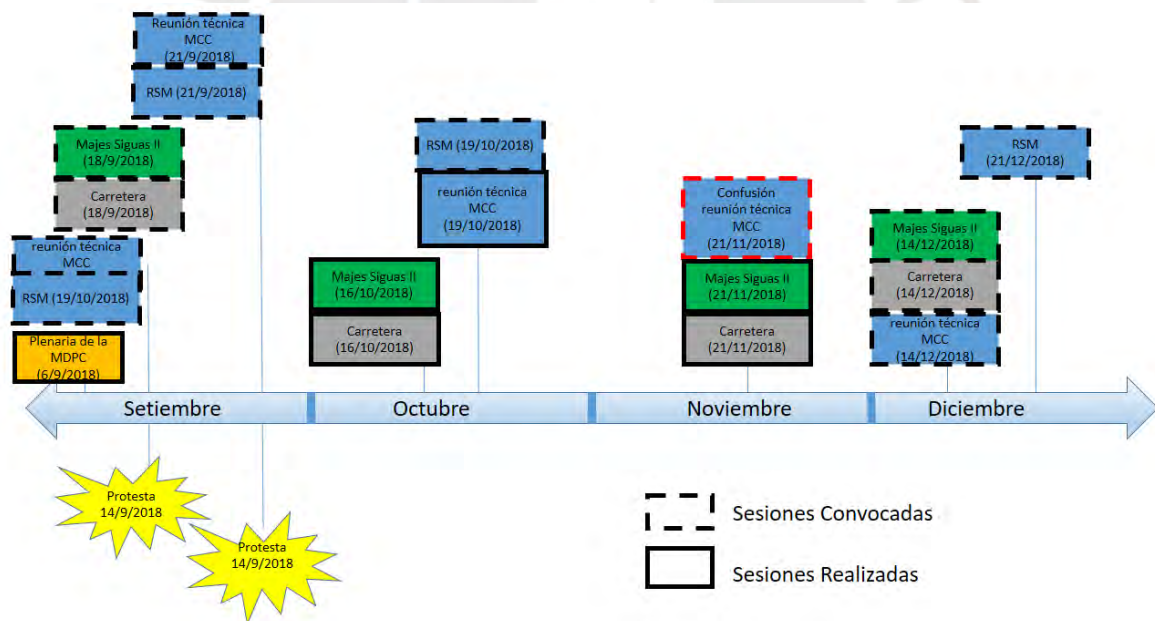 Reunión técnica
MCC
(21/9/2018)
RSM (21/9/2018)
Majes Siguas II
(18/9/2018)
Carretera
(18/9/2018)
reunión técnica
MCC
RSM (19/10/2018)
Plenaria de la
MDPC
(6/9/2018)
RSM (19/10/2018)
reunión técnica
MCC
(19/10/2018)
Majes Siguas II
(16/10/2018)
Carretera
(16/10/2018)
Confusión
reunión técnica
MCC
(21/11/2018)
Majes Siguas II
(21/11/2018)
Carretera
(21/11/2018)
RSM
(21/12/2018)
Majes Siguas II
(14/12/2018)
Carretera
(14/12/2018)
reunión técnica
MCC
(14/12/2018)
Setiembre
Octubre
Noviembre
Diciembre
Protesta
14/9/2018
Protesta
14/9/2018
Sesiones Convocadas
Sesiones Realizadas